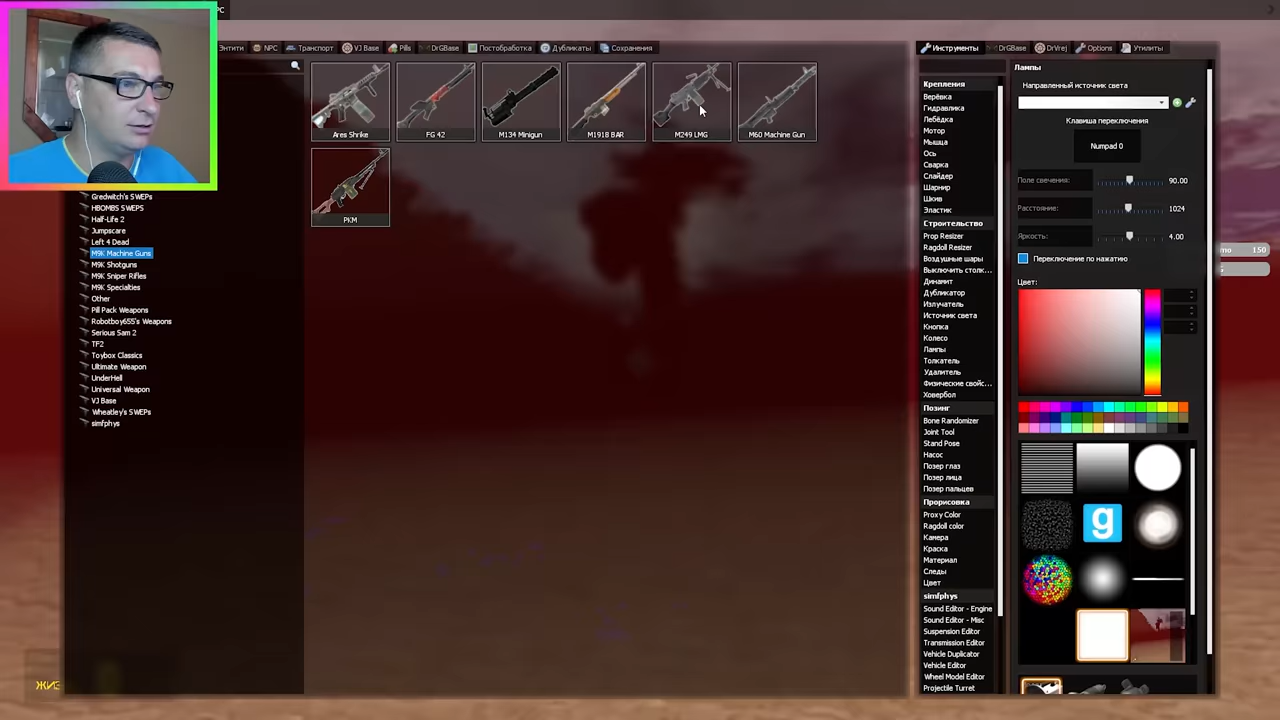 РС
Энтити
NPC
Транспорт
VJ Base
Pills
DrGBase
Постобработка
Дубликаты
Сохранения
Gredwitch's SWEPs
HBOMBS SWEPS
Half-Life 2
Jumpscare
Left 4 Dead
M9K Machine Guns
M9K Shotguns
M9K Sniper Rifles
M9K Specialties
Other
Pill Pack Weapons
Robotboy655's Weapons
Serious Sam 2
TF2
Toybox Classics
Ultimate Weapon
UnderHell
Universal Weapon
VJ Base
Wheatley's SWEPs
simfphys
Ares Shrike
FG 42
M134 Minigun
M1918 BAR
M249 LMG
M60 Machine Gun
PKM
Инструменты
DrGBase
DrVrej
Options
Утилиты
Крепления
Верёвка
Гидравлика
Лебёдка
Мотор
Мышца
Ось
Сварка
Слайдер
Шарнир
Шкив
Эластик
Строительство
Prop Resizer
Ragdoll Resizer
Воздушные шары
Выключить столк...
Динамит
Дубликатор
Излучатель
Источник света
Кнопка
Колесо
Лампы
Толкатель
Удалитель
Физические свойс...
Ховербол
Позинг
Bone Randomizer
Joint Tool
Stand Pose
Насос
Позер глаз
Позер лица
Позер пальцев
Прорисовка
Proxy Color
Ragdoll color
Камера
Краска
Материал
Следы
Цвет
simfphys
Sound Editor - Engine
Sound Editor - Misc
Suspension Editor
Transmission Editor
Vehicle Duplicator
Vehicle Editor
Wheel Model Editor
Projectile Turret
Лампы
Направленный источник света
Клавиша переключения
Numpad 0
Поле свечения: 90.00
Расстояние: 1024
Яркость: 4.00
Переключение по нажатию
Цвет:
g
mo 150